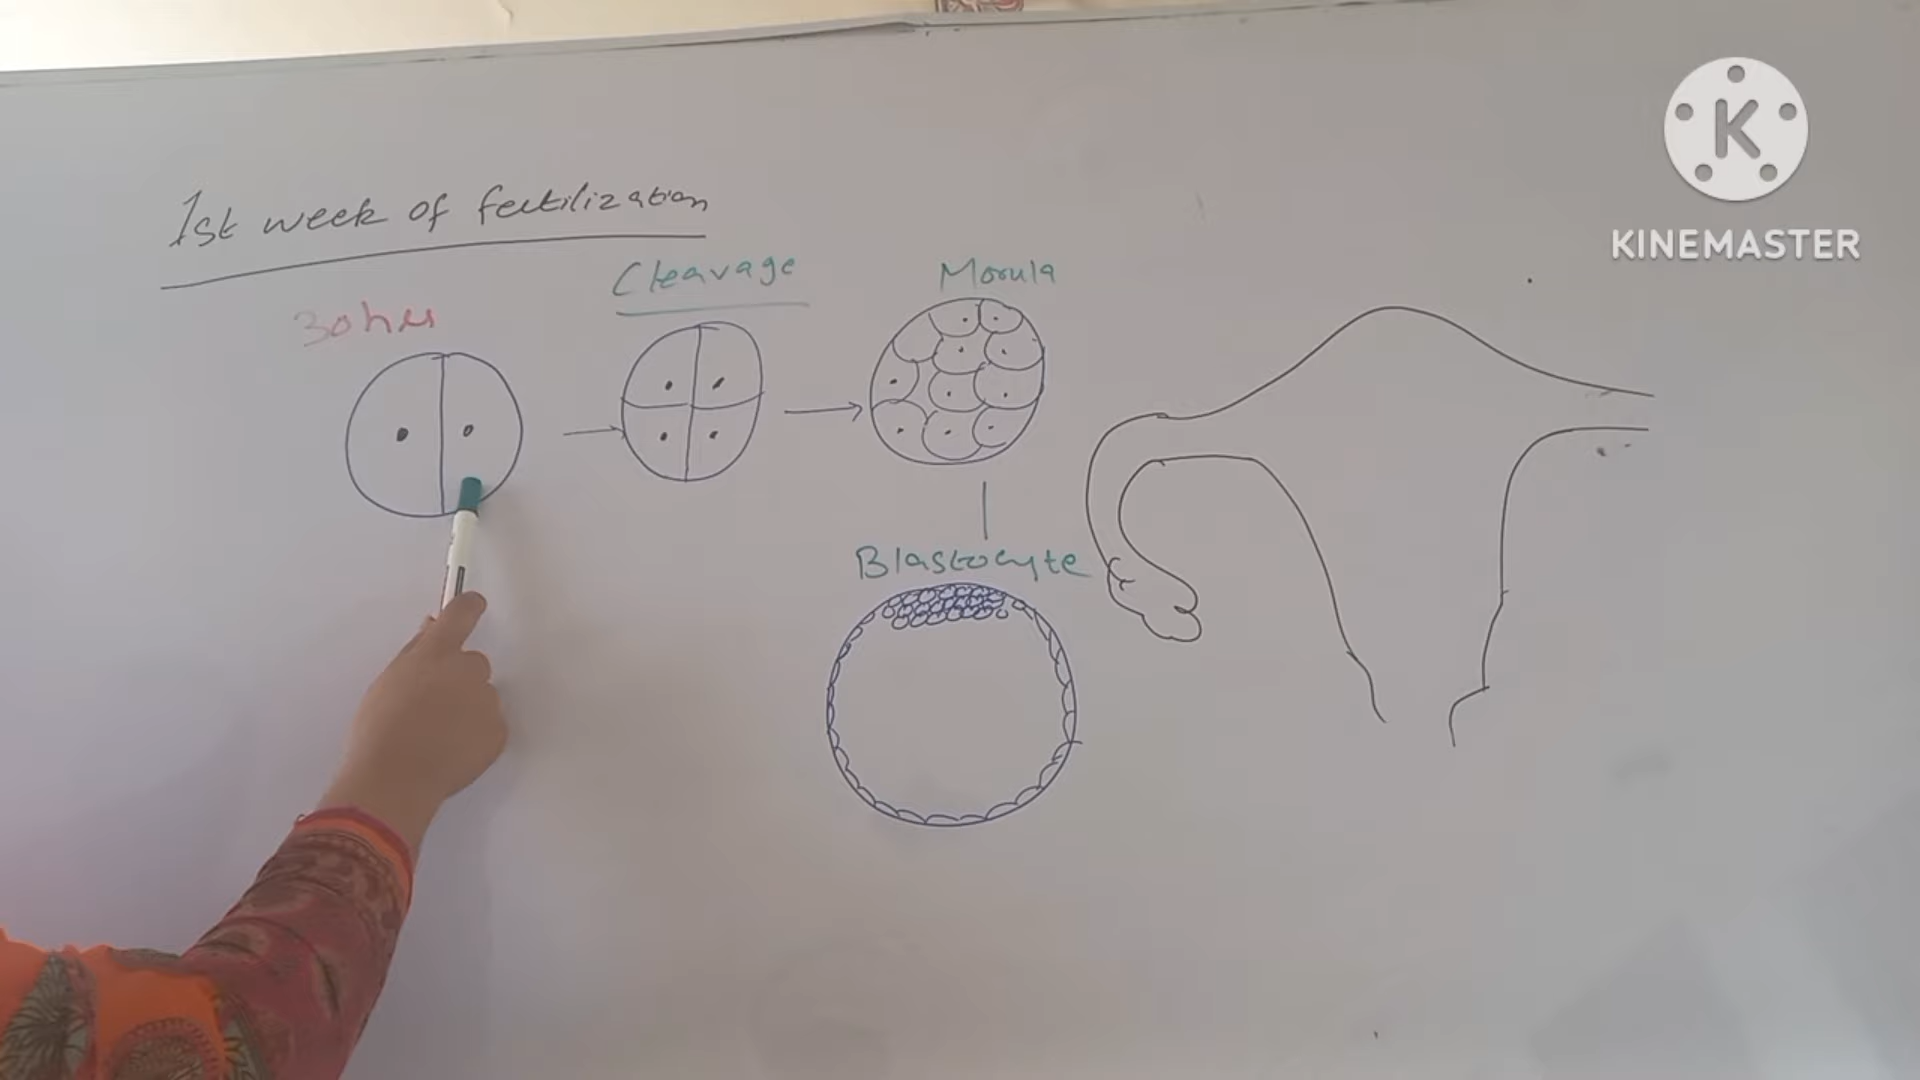 1st week of fertilization
Cleavage
Morula
30hrs
Blastocyte
K
KINEMASTER